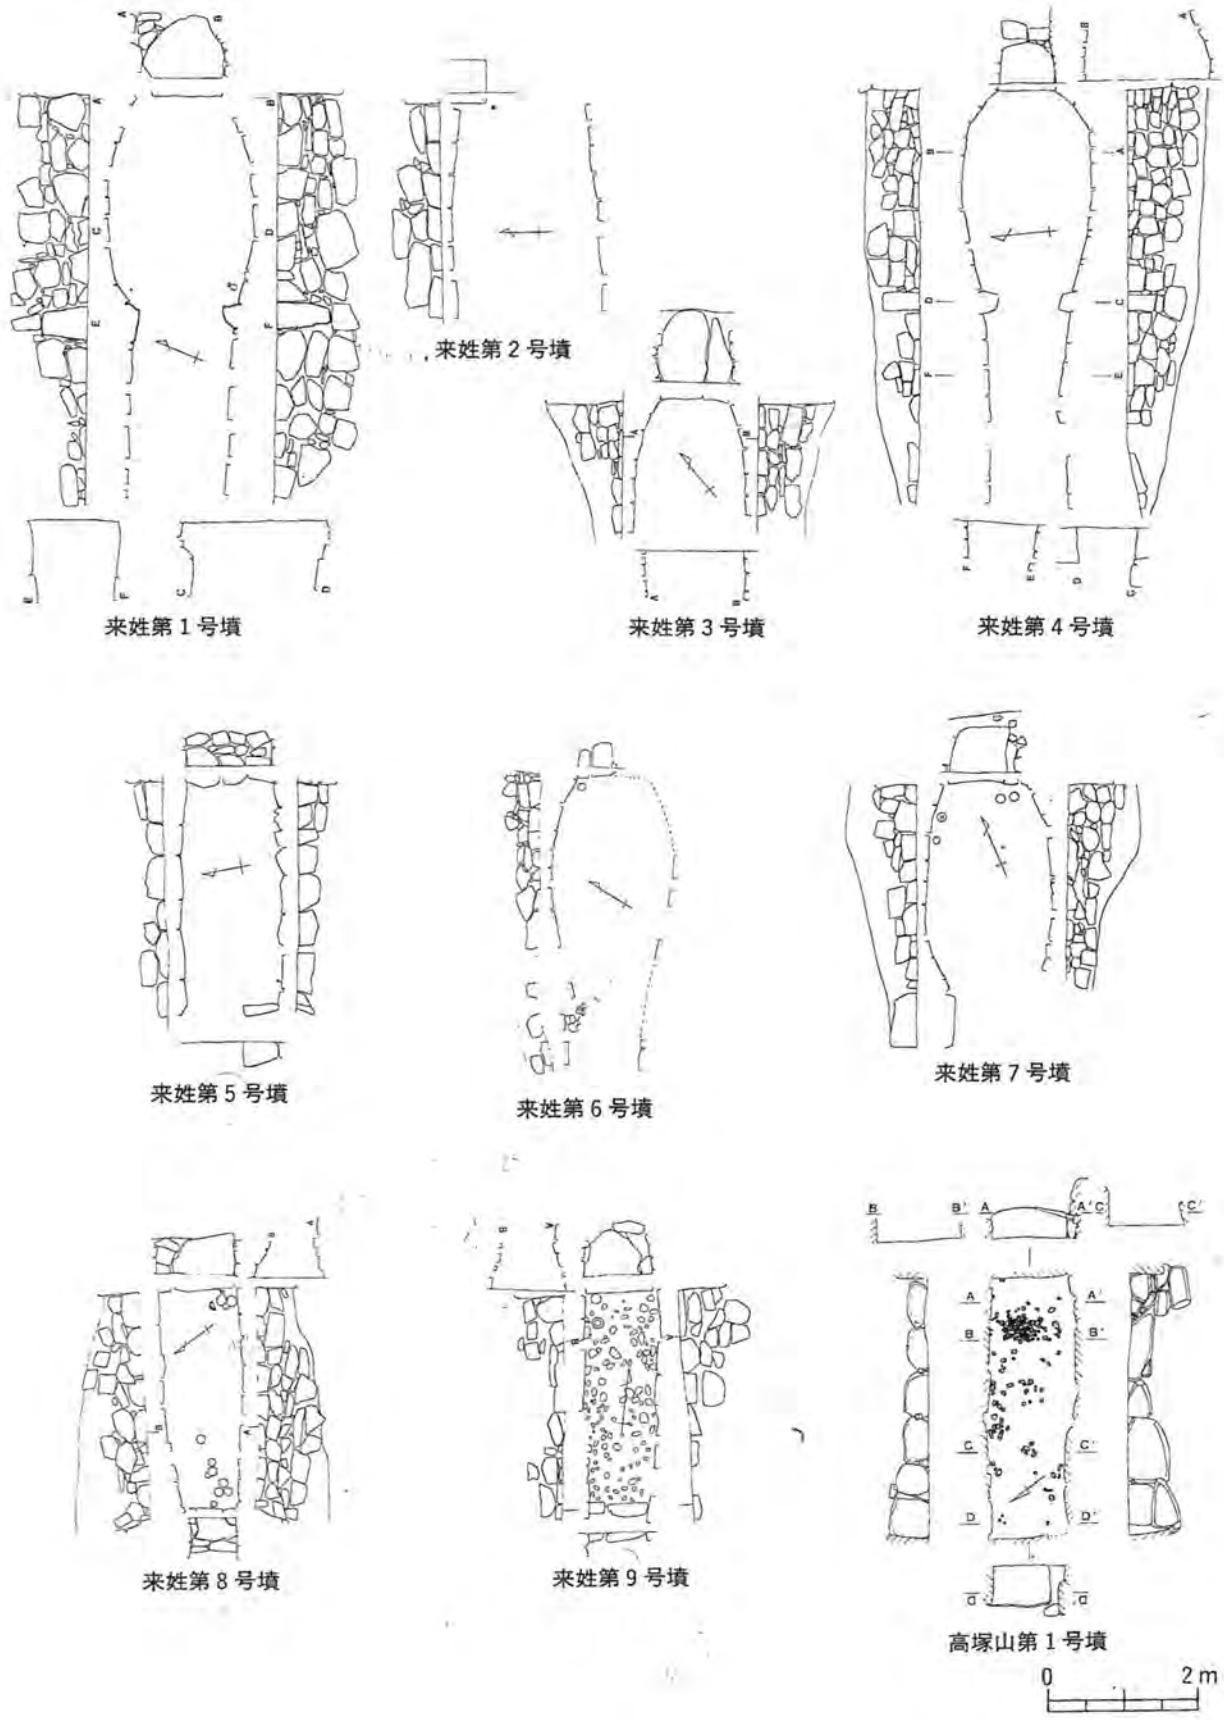 A B
A B
C D
E F
E F C D
来姓第1号墳
来姓第2号墳
A B
A B
来姓第3号墳
B A
B A
D C
F E
F E D C
来姓第4号墳
来姓第5号墳
来姓第6号墳
来姓第7号墳
B A
B A
来姓第8号墳
B A
B A
来姓第9号墳
B B' A A' C C'
A A'
B B'
C C'
D D'
D D
高塚山第1号墳
0 2m